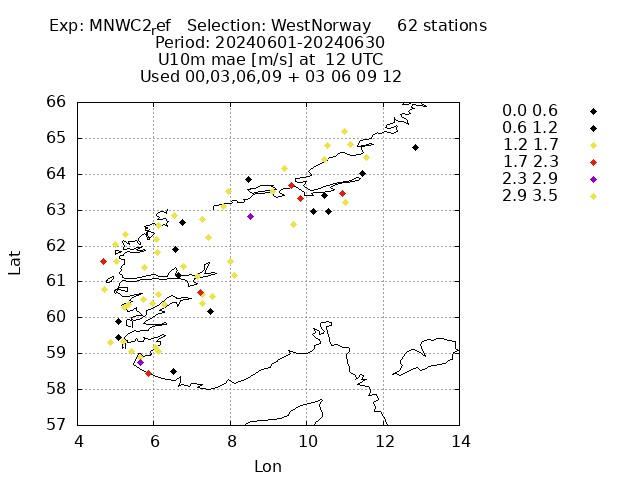 Exp: MNWC2ref   Selection: WestNorway     62 stations
Period: 20240601-20240630
U10m mae [m/s] at  12 UTC
Used 00,03,06,09 + 03 06 09 12
0.0 0.6
0.6 1.2
1.2 1.7
1.7 2.3
2.3 2.9
2.9 3.5
66
65
64
63
62
61
60
59
58
57
Lat
4 6 8 10 12 14
Lon